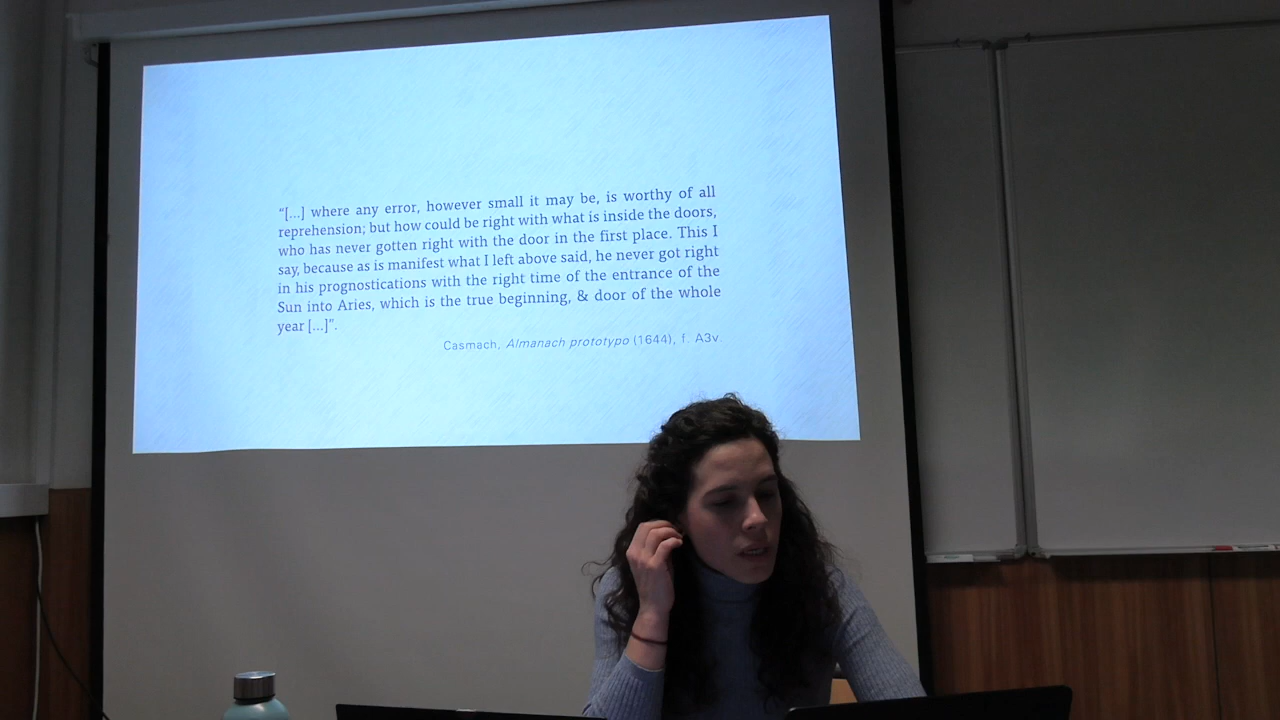 “[...] where any error, however small it may be, is worthy of all
reprehension; but how could be right with what is inside the doors,
who has never gotten right with the door in the first place. This I
say, because as is manifest what I left above said, he never got right
in his prognostications with the right time of the entrance of the
Sun into Aries, which is the true beginning, & door of the whole
year [...]”.
Casmach, Almanach prototypo (1644), f. A3v.